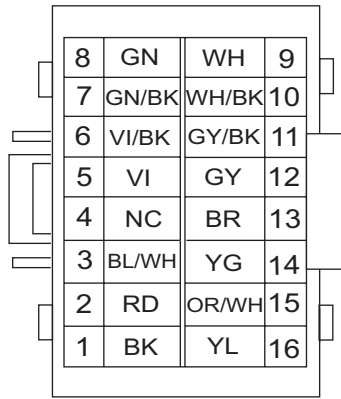 8 GN WH 9
7 GN/BK WH/BK 10
6 VI/BK GY/BK 11
5 VI GY 12
4 NC BR 13
3 BL/WH YG 14
2 RD OR/WH 15
1 BK YL 16